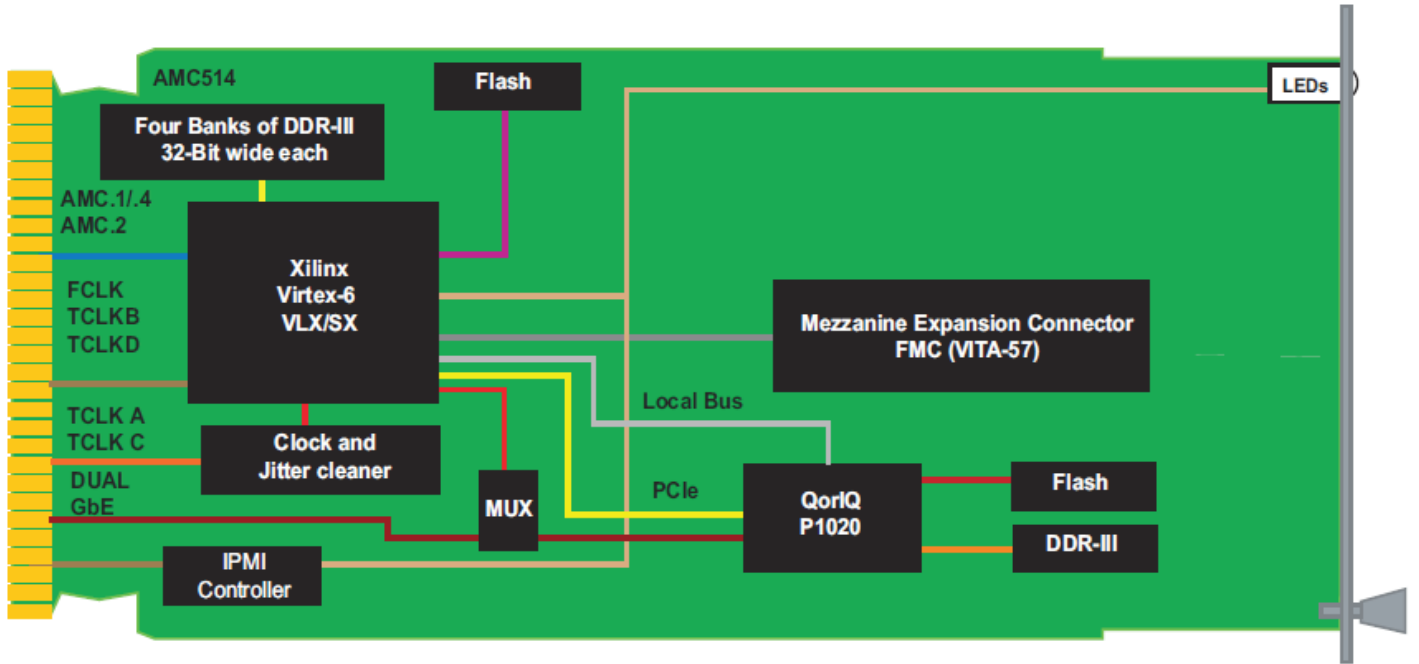 AMC514
Flash
LEDs
Four Banks of DDR-III
32-Bit wide each
AMC.1/.4
AMC.2
Xilinx
Virtex-6
VLX/SX
FCLK
TCLKB
TCLKD
Mezzanine Expansion Connector
FMC (VITA-57)
Local Bus
TCLK A
TCLK C
Clock and
Jitter cleaner
DUAL
GbE
MUX
PCIe
QorIQ
P1020
Flash
DDR-III
IPMI
Controller